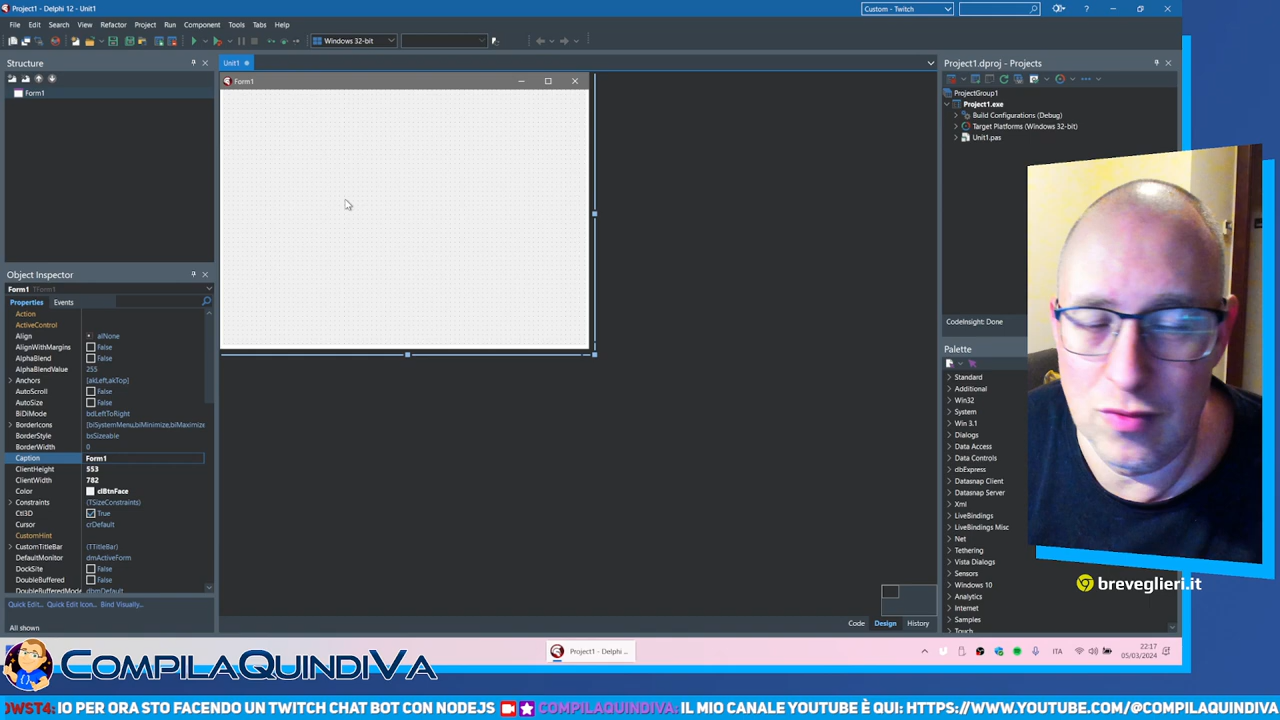 Project1 - Delphi 12 - Unit1
Custom - Twitch
File Edit Search View Refactor Project Run Component Tools Tabs Help
Windows 32-bit
Structure
Form1
Unit1
Form1
Object Inspector
Form1 TForm1
Properties Events
Action
ActiveControl
Align alNone
AlignWithMargins False
AlphaBlend False
AlphaBlendValue 255
Anchors [akLeft,akTop]
AutoScroll False
AutoSize False
BiDiMode bdLeftToRight
BorderIcons [biSystemMenu,biMinimize,biMaximize
BorderStyle bsSizeable
BorderWidth 0
Caption Form1
ClientHeight 553
ClientWidth 782
Color clBtnFace
Constraints (TSizeConstraints)
Ctl3D True
Cursor crDefault
CustomHint
CustomTitleBar (TTitleBar)
DefaultMonitor dmActiveForm
DockSite False
DoubleBuffered False
DoubleBufferedMode dbmDefault
Quick Edit... Quick Edit Icon... Bind Visually...
All shown
Code Design History
Project1.dproj - Projects
ProjectGroup1
Project1.exe
Build Configurations (Debug)
Target Platforms (Windows 32-bit)
Unit1.pas
CodeInsight: Done
Palette
Standard
Additional
Win32
System
Win 3.1
Dialogs
Data Access
Data Controls
dbExpress
Datasnap Client
Datasnap Server
Xml
LiveBindings
LiveBindings Misc
Net
Tethering
Vista Dialogs
Sensors
Windows 10
Analytics
Internet
Samples
Touch
breveglieri.it
CompilaQuindiVa
Project1 - Delphi ...
ITA
22:17
05/03/2024
OWST4: IO PER ORA STO FACENDO UN TWITCH CHAT BOT CON NODEJS COMPILAQUINDIVA: IL MIO CANALE YOUTUBE È QUI: HTTPS://WWW.YOUTUBE.COM/@COMPILAQUINDIVA